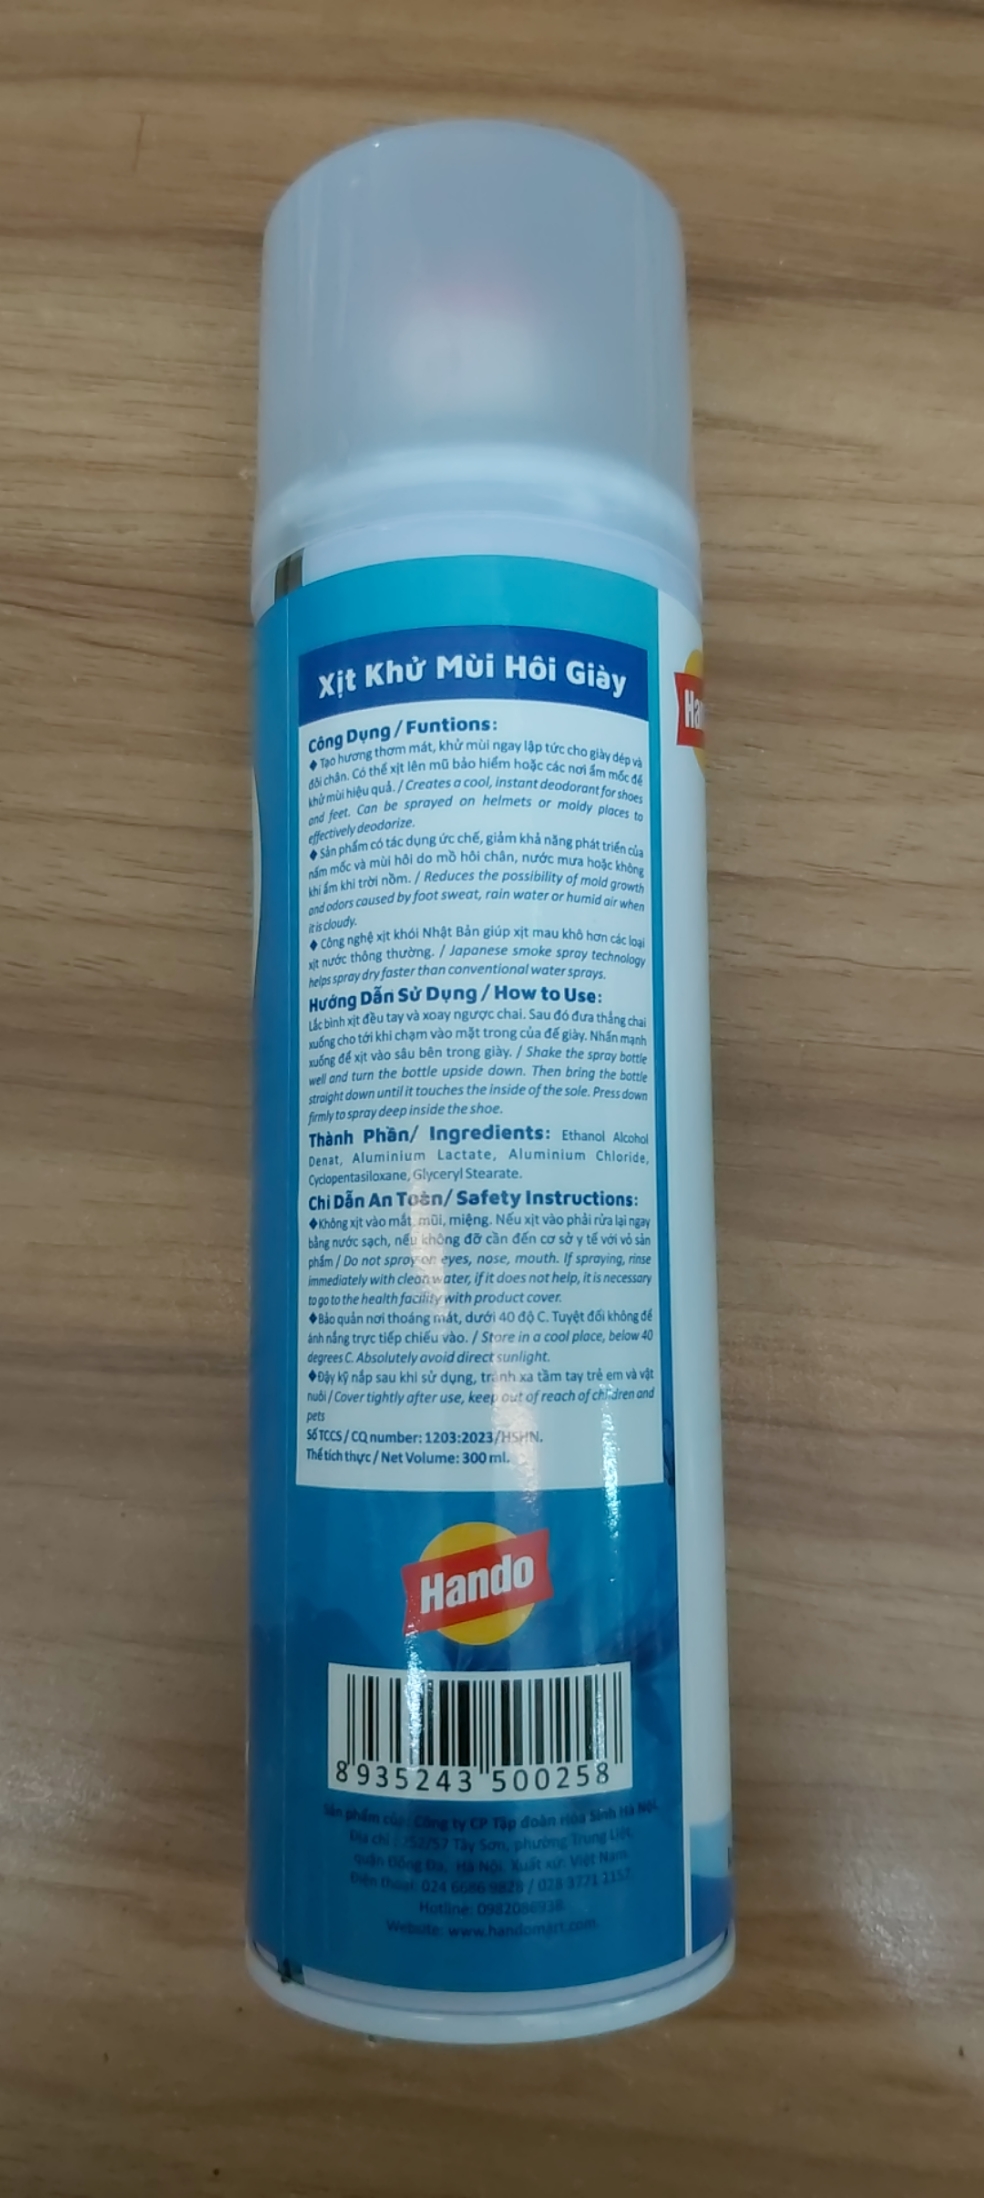 Xịt Khử Mùi Hôi Giày
Ha
Công Dụng / Funtions:
◆ Tạo hương thơm mát, khử mùi ngay lập tức cho giày dép và
đôi chân. Có thể xịt lên mũ bảo hiểm hoặc các nơi ẩm mốc để
khử mùi hiệu quả. / Creates a cool, instant deodorant for shoes
and feet. Can be sprayed on helmets or moldy places to
effectively deodorize.
◆ Sản phẩm có tác dụng ức chế, giảm khả năng phát triển của
nấm mốc và mùi hôi do mồ hôi chân, nước mưa hoặc không
khí ẩm khi trời nồm. / Reduces the possibility of mold growth
and odors caused by foot sweat, rain water or humid air when
it is cloudy.
◆ Công nghệ xịt khói Nhật Bản giúp xịt mau khô hơn các loại
xịt nước thông thường. / Japanese smoke spray technology
helps spray dry faster than conventional water sprays.
Hướng Dẫn Sử Dụng / How to Use:
Lắc bình xịt đều tay và xoay ngược chai. Sau đó đưa thẳng chai
xuống cho tới khi chạm vào mặt trong của đế giày. Nhấn mạnh
xuống để xịt vào sâu bên trong giày. / Shake the spray bottle
well and turn the bottle upside down. Then bring the bottle
straight down until it touches the inside of the sole. Press down
firmly to spray deep inside the shoe.
Thành Phần/ Ingredients: Ethanol Alcohol
Denat, Aluminium Lactate, Aluminium Chloride,
Cyclopentasiloxane, Glyceryl Stearate.
Chỉ Dẫn An Toàn/ Safety Instructions:
◆Không xịt vào mắt, mũi, miệng. Nếu xịt vào phải rửa lại ngay
bằng nước sạch, nếu không đỡ cần đến cơ sở y tế với vỏ sản
phẩm / Do not spray on eyes, nose, mouth. If spraying, rinse
immediately with clean water, if it does not help, it is necessary
to go to the health facility with product cover.
◆Bảo quản nơi thoáng mát, dưới 40 độ C. Tuyệt đối không để
ánh nắng trực tiếp chiếu vào. / Store in a cool place, below 40
degrees C. Absolutely avoid direct sunlight.
◆Đậy kỹ nắp sau khi sử dụng, tránh xa tầm tay trẻ em và vật
nuôi / Cover tightly after use, keep out of reach of children and
pets
Số TCCS / CQ number: 1203:2023/HSHN.
Thể tích thực / Net Volume: 300 ml.
Hando
8 935243 500258
Sản phẩm của: Công ty CP Tập đoàn Hóa Sinh Hà Nội
Địa chỉ : 252/57 Tây Sơn, phường Trung Liệt,
quận Đống Đa, Hà Nội. Xuất xứ: Việt Nam
Điện thoại: 024 6686 9828 /
Hotline: 0982086938
Website: www.handomart.com